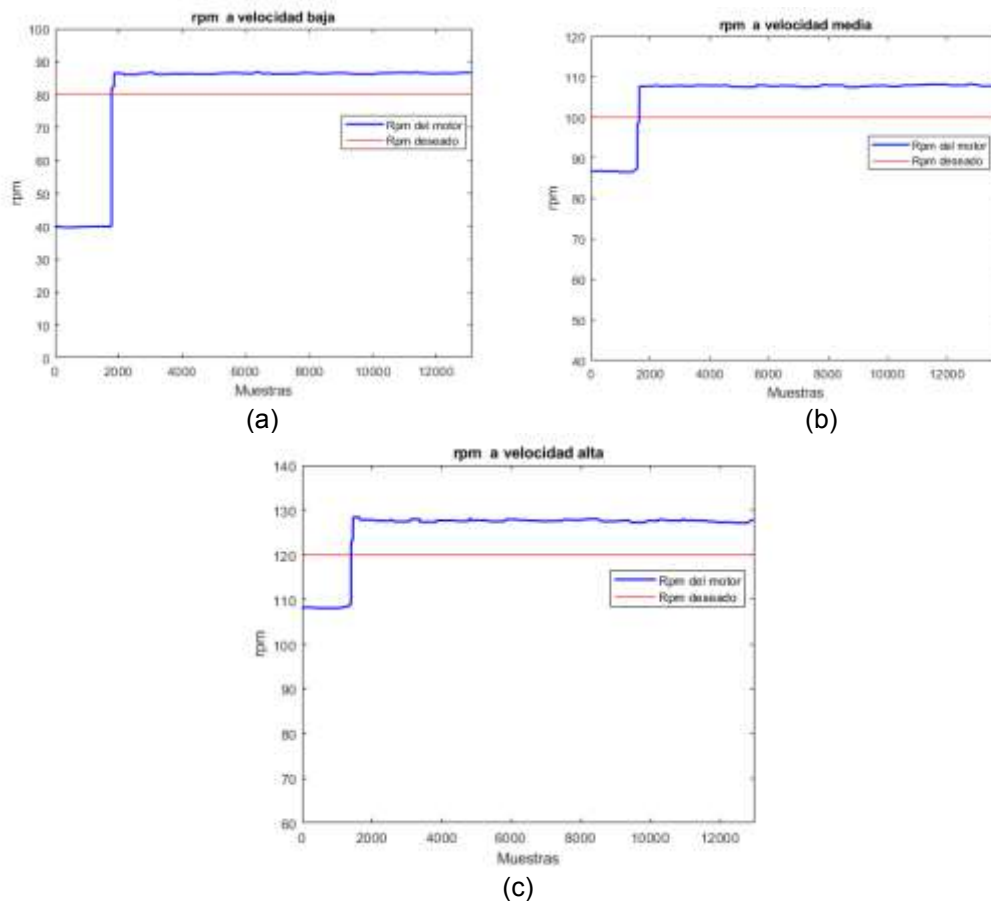 rpm a velocidad baja
100
90
80
70
60
50
40
30
20
10
0
rpm
Rpm del motor
Rpm deseado
0 2000 4000 6000 8000 10000 12000
Muestras
(a)
rpm a velocidad media
120
110
100
90
80
70
60
50
40
rpm
Rpm del motor
Rpm deseado
0 2000 4000 6000 8000 10000 12000
Muestras
(b)
rpm a velocidad alta
140
130
120
110
100
90
80
70
60
rpm
Rpm del motor
Rpm deseado
0 2000 4000 6000 8000 10000 12000
Muestras
(c)